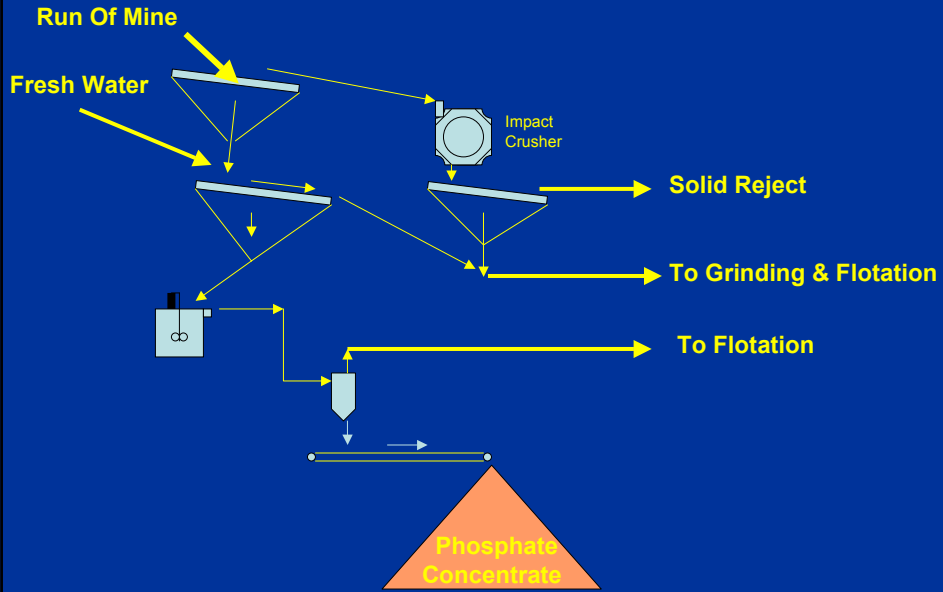 Run Of Mine
Fresh Water
Impact
Crusher
Solid Reject
To Grinding & Flotation
To Flotation
Phosphate
Concentrate